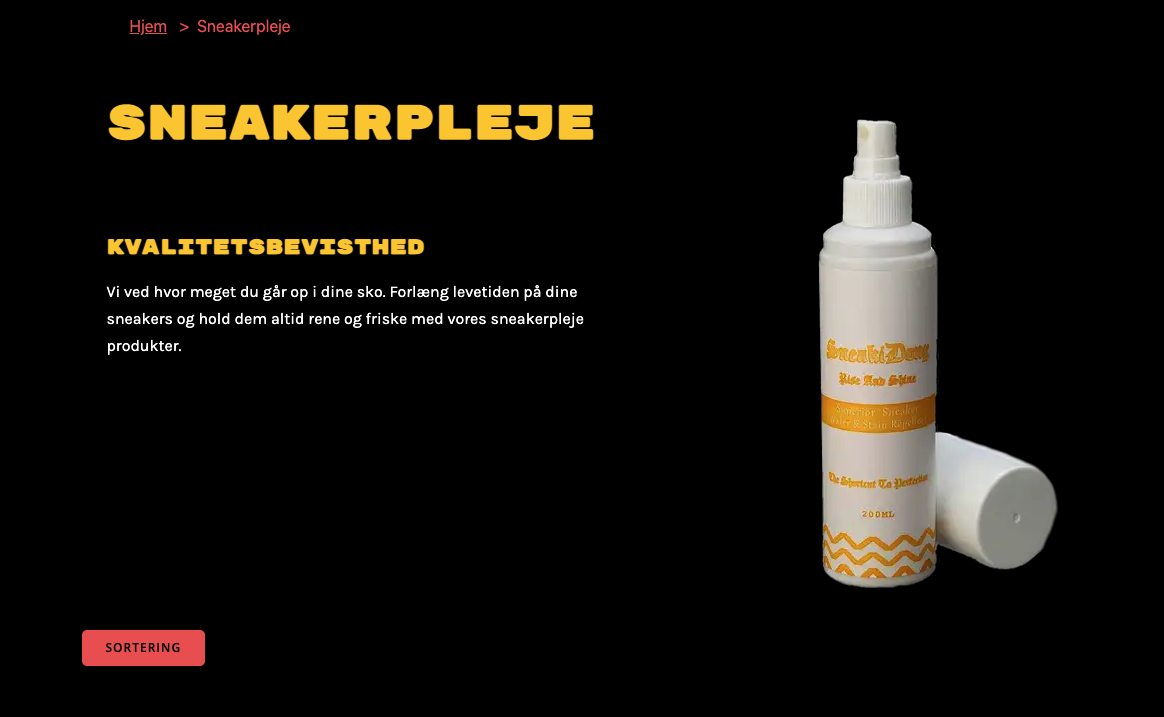 Hjem > Sneakerpleje
SNEAKERPLEJE
KVALITETSBEVISTHED
Vi ved hvor meget du går op i dine sko. Forlæng levetiden på dine
sneakers og hold dem altid rene og friske med vores sneakerpleje
produkter.
SneakiDong
Rise And Shine
Superior Sneaker
Water & Stain Repellent
The Shortcut To Perfection
200ML
SORTERING